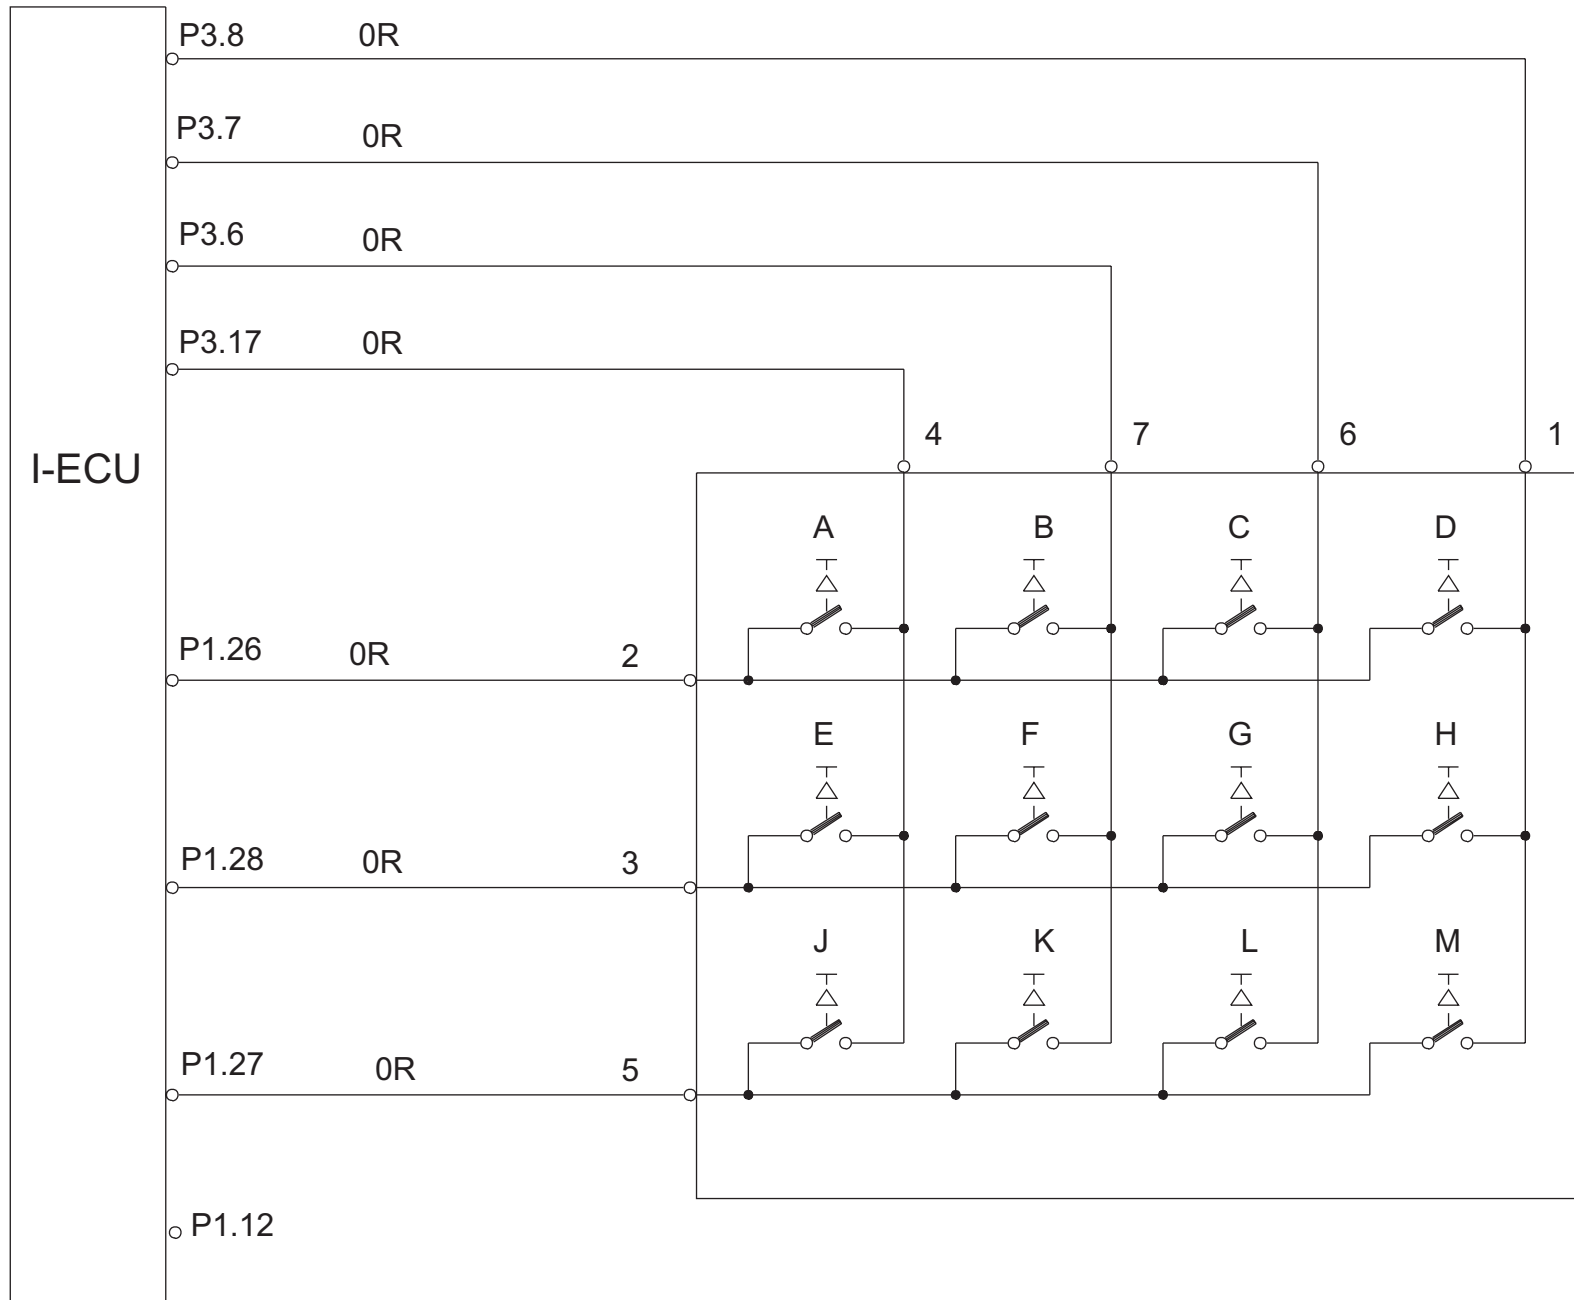 P3.8 0R
P3.7 0R
P3.6 0R
P3.17 0R
4 7 6 1
I-ECU
A B C D
P1.26 0R 2
E F G H
P1.28 0R 3
J K L M
P1.27 0R 5
P1.12